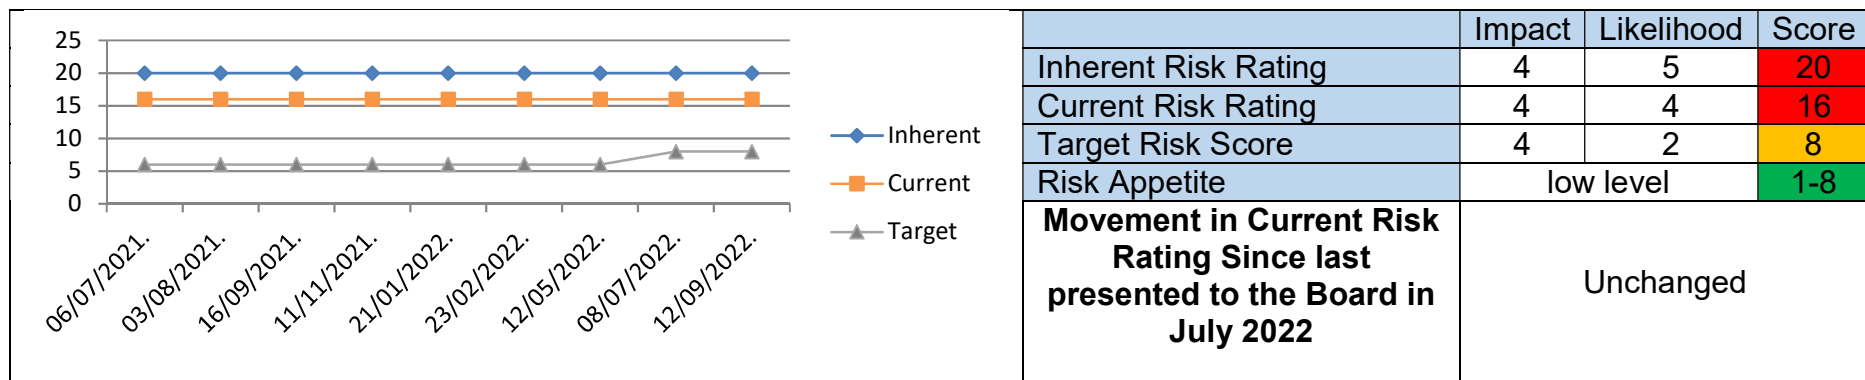 25
20
15
10
5
0
06/07/2021.
03/08/2021.
16/09/2021.
11/11/2021.
21/01/2022.
23/02/2022.
12/05/2022.
08/07/2022.
12/09/2022.
Inherent
Current
Target
Impact Likelihood Score
Inherent Risk Rating 4 5 20
Current Risk Rating 4 4 16
Target Risk Score 4 2 8
Risk Appetite low level 1-8
Movement in Current Risk
Rating Since last
presented to the Board in
July 2022
Unchanged